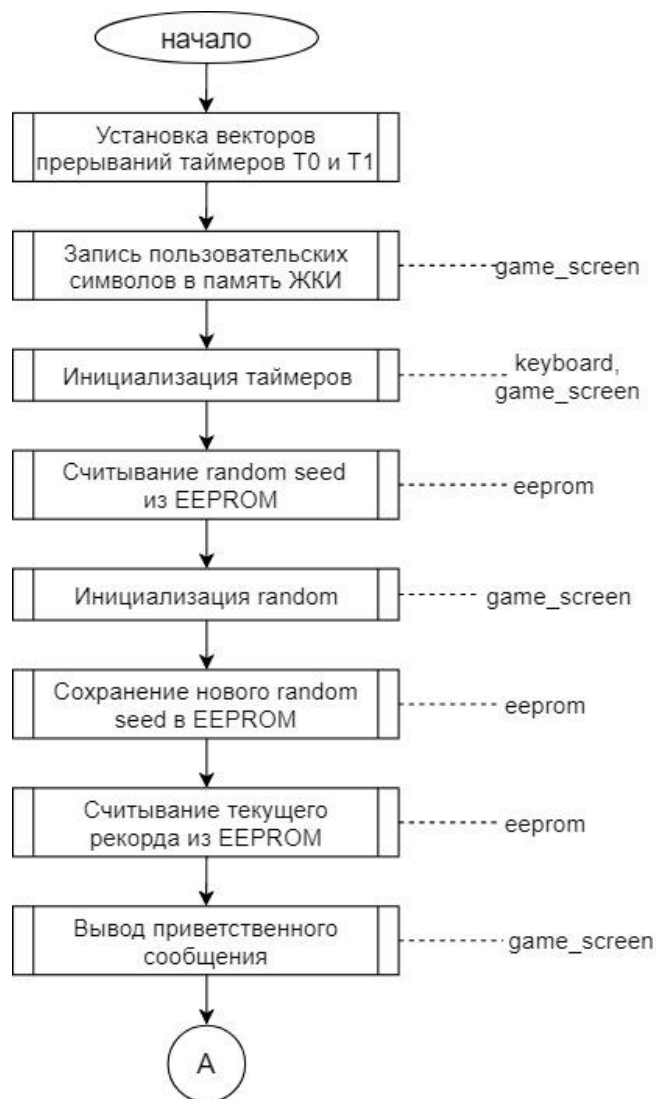 начало
Установка векторов
прерываний таймеров T0 и T1
Запись пользовательских
символов в память ЖКИ
game_screen
Инициализация таймеров
keyboard,
game_screen
Считывание random seed
из EEPROM
eeprom
Инициализация random
game_screen
Сохранение нового random
seed в EEPROM
eeprom
Считывание текущего
рекорда из EEPROM
eeprom
Вывод приветственного
сообщения
game_screen
А